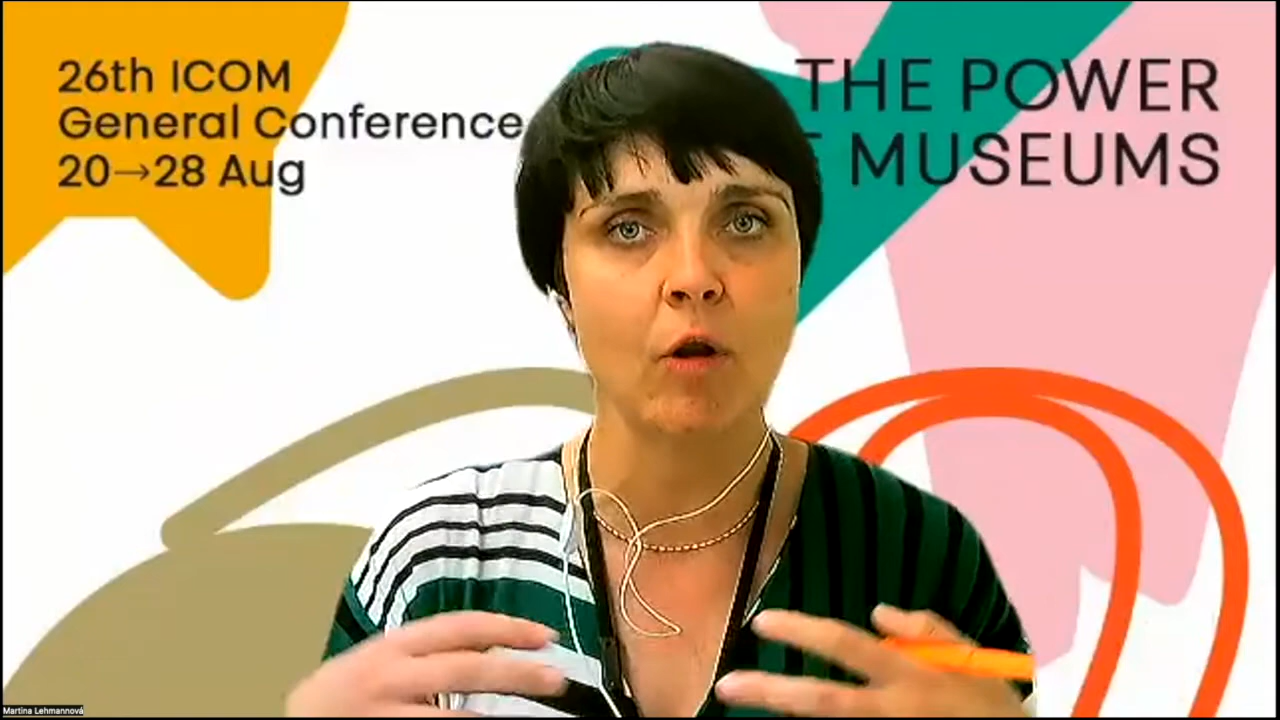 26th ICOM
General Conference
20→28 Aug
THE POWER
MUSEUMS
Martina Lehmannová